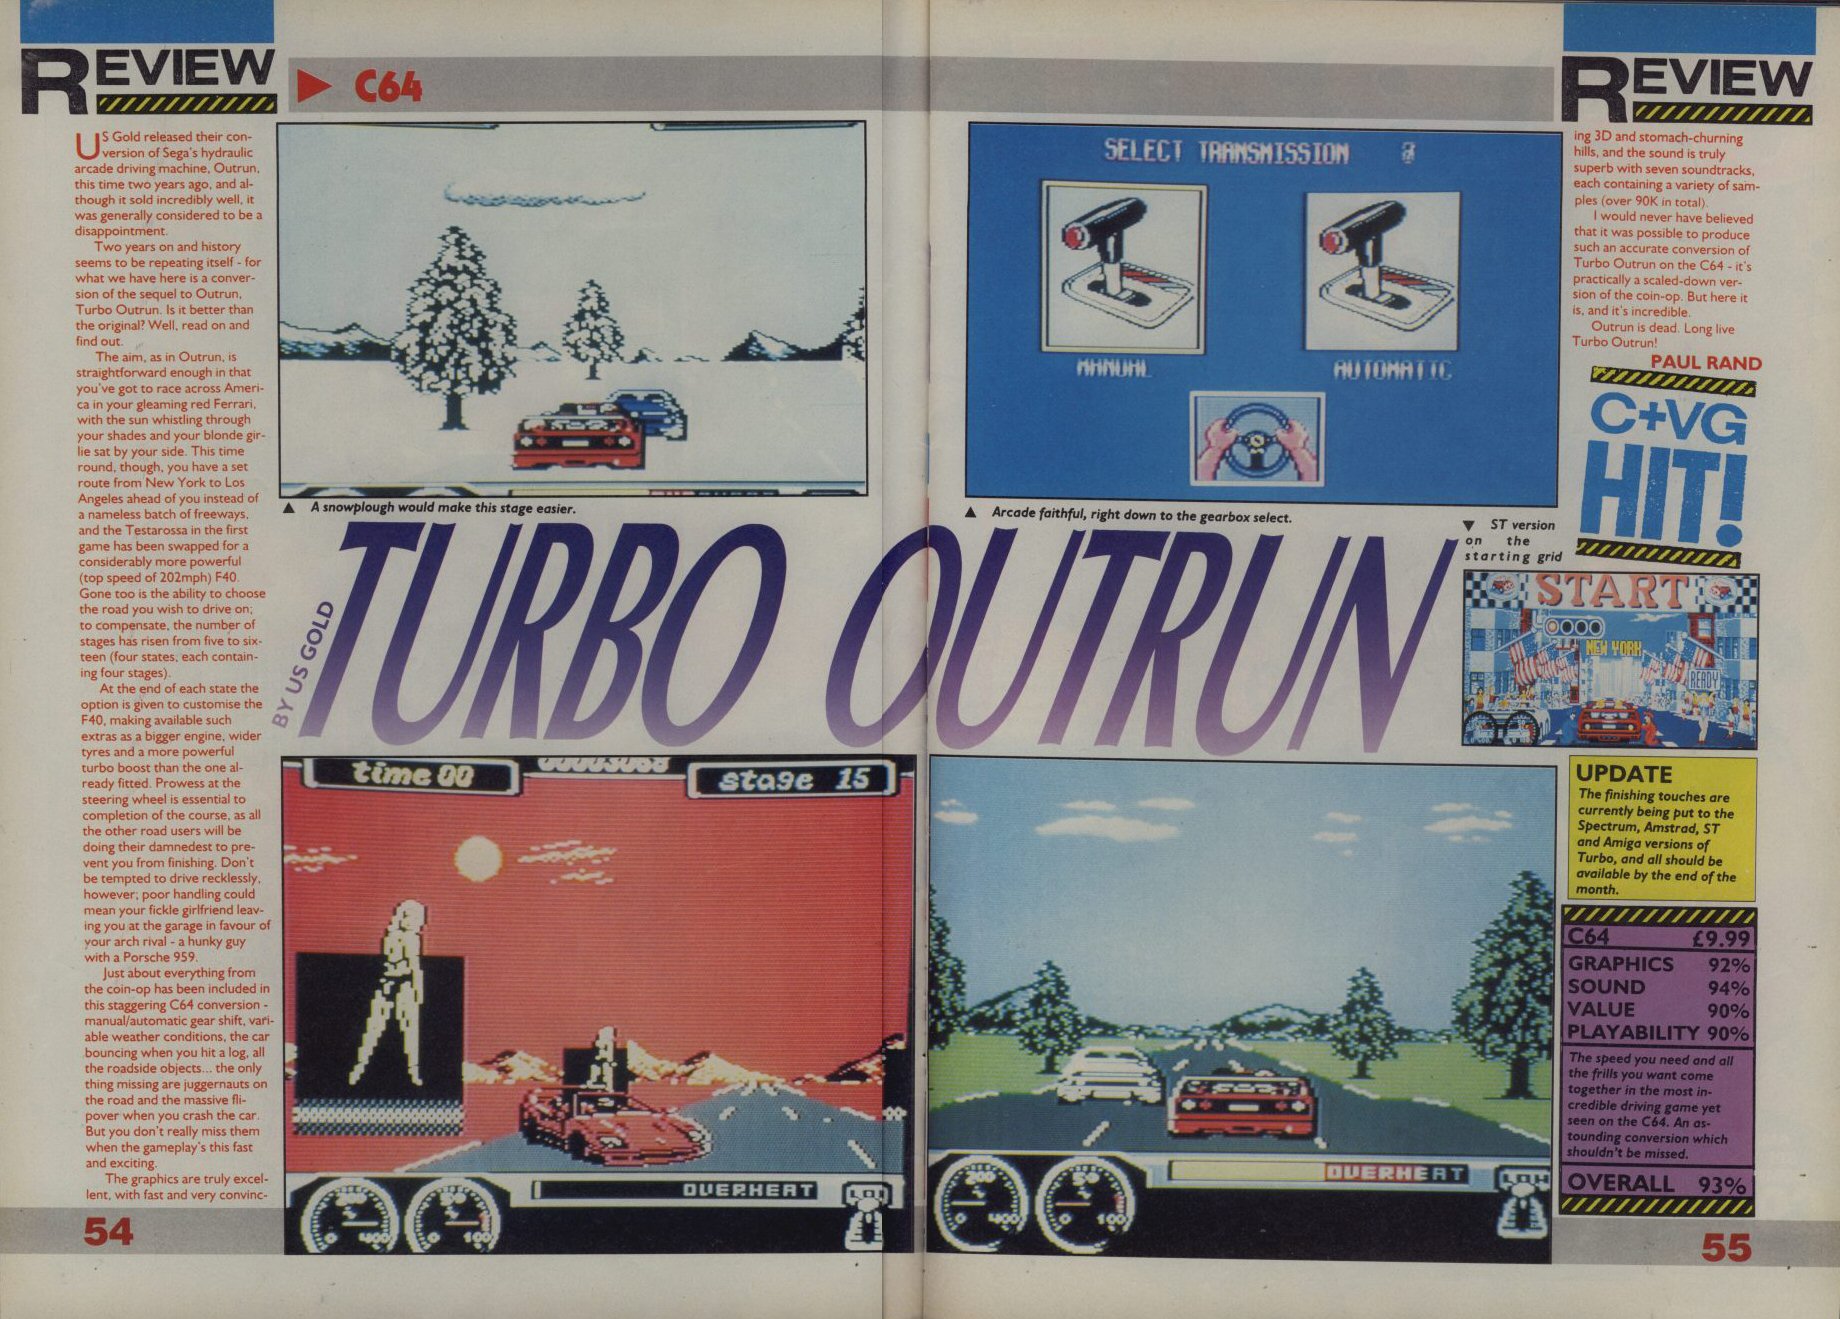 REVIEW
C64
REVIEW
US Gold released their con-
version of Sega's hydraulic
arcade driving machine, Outrun,
this time two years ago, and al-
though it sold incredibly well, it
was generally considered to be a
disappointment.
Two years on and history
seems to be repeating itself - for
what we have here is a conver-
sion of the sequel to Outrun,
Turbo Outrun. Is it better than
the original? Well, read on and
find out.
The aim, as in Outrun, is
straightforward enough in that
you've got to race across Ameri-
ca in your gleaming red Ferrari,
with the sun whistling through
your shades and your blonde gir-
lie sat by your side. This time
round, though, you have a set
route from New York to Los
Angeles ahead of you instead of
a nameless batch of freeways,
and the Testarossa in the first
game has been swapped for a
considerably more powerful
(top speed of 202mph) F40.
Gone too is the ability to choose
the road you wish to drive on;
to compensate, the number of
stages has risen from five to six-
teen (four states, each contain-
ing four stages).
At the end of each state the
option is given to customise the
F40, making available such
extras as a bigger engine, wider
tyres and a more powerful
turbo boost than the one al-
ready fitted. Prowess at the
steering wheel is essential to
completion of the course, as all
the other road users will be
doing their damnedest to pre-
vent you from finishing. Don't
be tempted to drive recklessly,
however; poor handling could
mean your fickle girlfriend leav-
ing you at the garage in favour of
your arch rival - a hunky guy
with a Porsche 959.
Just about everything from
the coin-op has been included in
this staggering C64 conversion -
manual/automatic gear shift, vari-
able weather conditions, the car
bouncing when you hit a log, all
the roadside objects... the only
thing missing are juggernauts on
the road and the massive fli-
pover when you crash the car.
But you don't really miss them
when the gameplay's this fast
and exciting.
The graphics are truly excel-
lent, with fast and very convinc-
54
A snowplough would make this stage easier.
SELECT TRANSMISSION
MANUAL
AUTOMATIC
Arcade faithful, right down to the gearbox select.
BY US GOLD
TURBO OUTRUN
time 00
00003068
stage 15
OVERHEAT
LOW
0 400
0 100
200
0 400
50
0 100
OVERHEAT
LOW
ing 3D and stomach-churning
hills, and the sound is truly
superb with seven soundtracks,
each containing a variety of sam-
ples (over 90K in total).
I would never have believed
that it was possible to produce
such an accurate conversion of
Turbo Outrun on the C64 - it's
practically a scaled-down ver-
sion of the coin-op. But here it
is, and it's incredible.
Outrun is dead. Long live
Turbo Outrun!
PAUL RAND
C+VG
HIT!
ST version
on the
starting grid
START
NEW YORK
READY
UPDATE
The finishing touches are
currently being put to the
Spectrum, Amstrad, ST
and Amiga versions of
Turbo, and all should be
available by the end of the
month.
C64 £9.99
GRAPHICS 92%
SOUND 94%
VALUE 90%
PLAYABILITY 90%
The speed you need and all
the frills you want come
together in the most in-
credible driving game yet
seen on the C64. An as-
tounding conversion which
shouldn't be missed.
OVERALL 93%
55